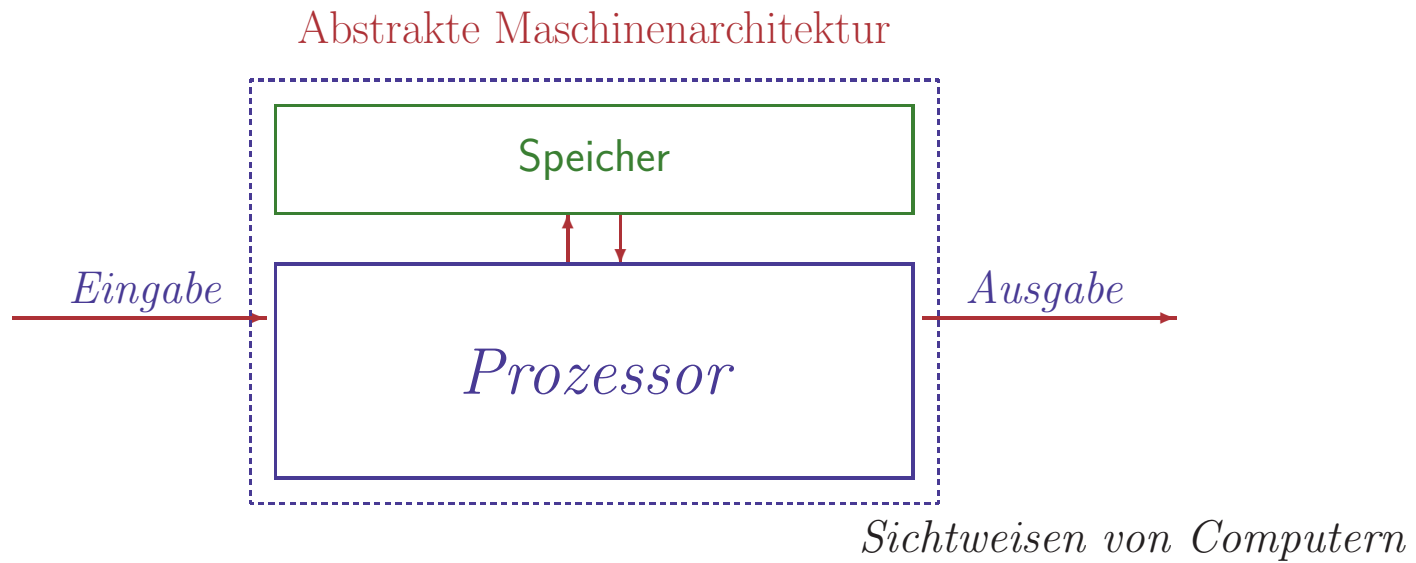 Abstrakte Maschinenarchitektur
Speicher
Eingabe
Ausgabe
Prozessor
Sichtweisen von Computern